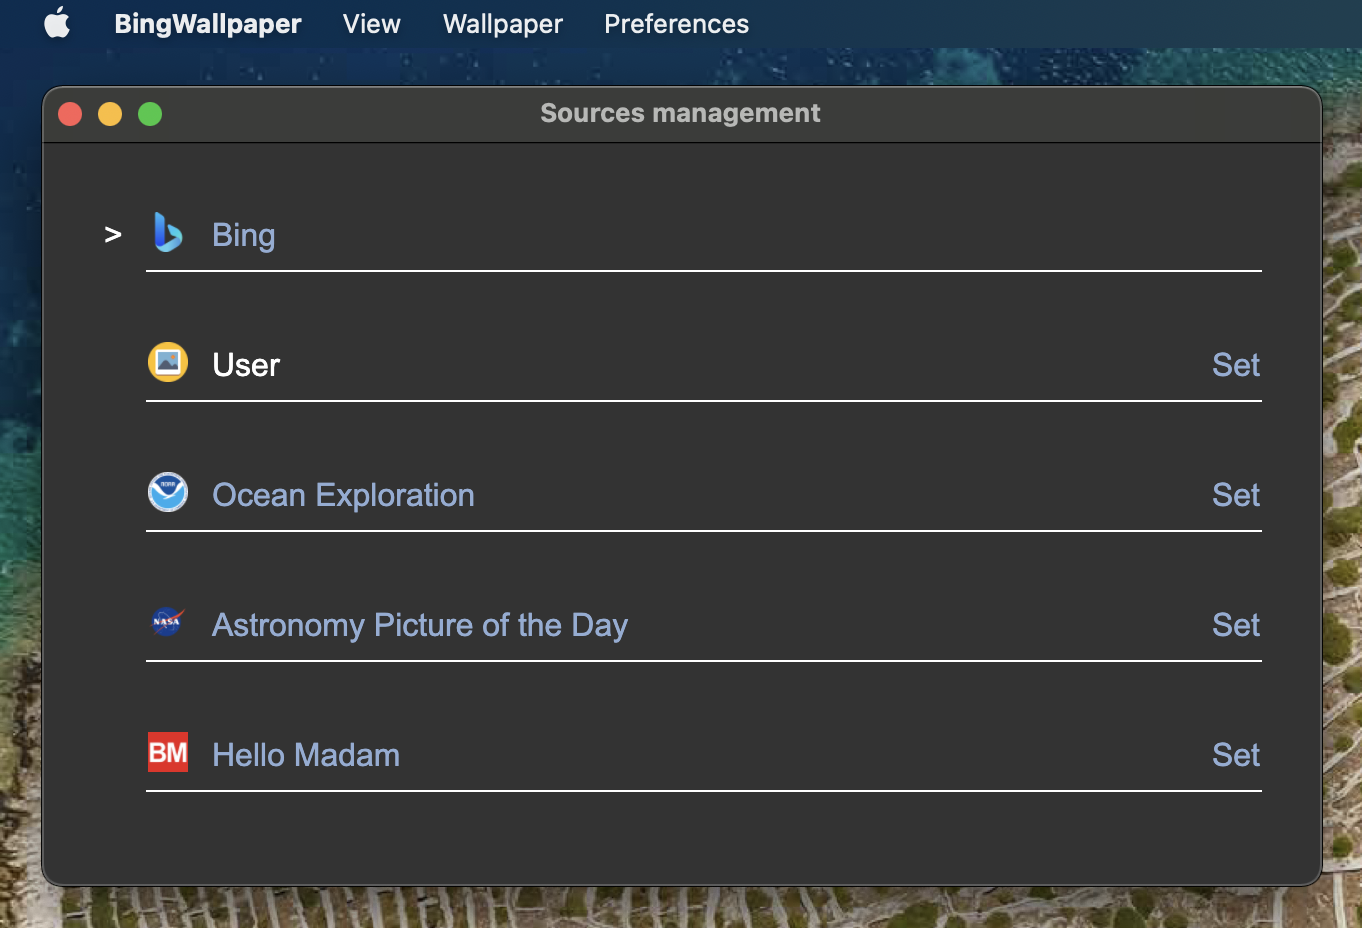 BingWallpaper View Wallpaper Preferences
Sources management
> Bing
User Set
Ocean Exploration Set
NASA Astronomy Picture of the Day Set
BM Hello Madam Set